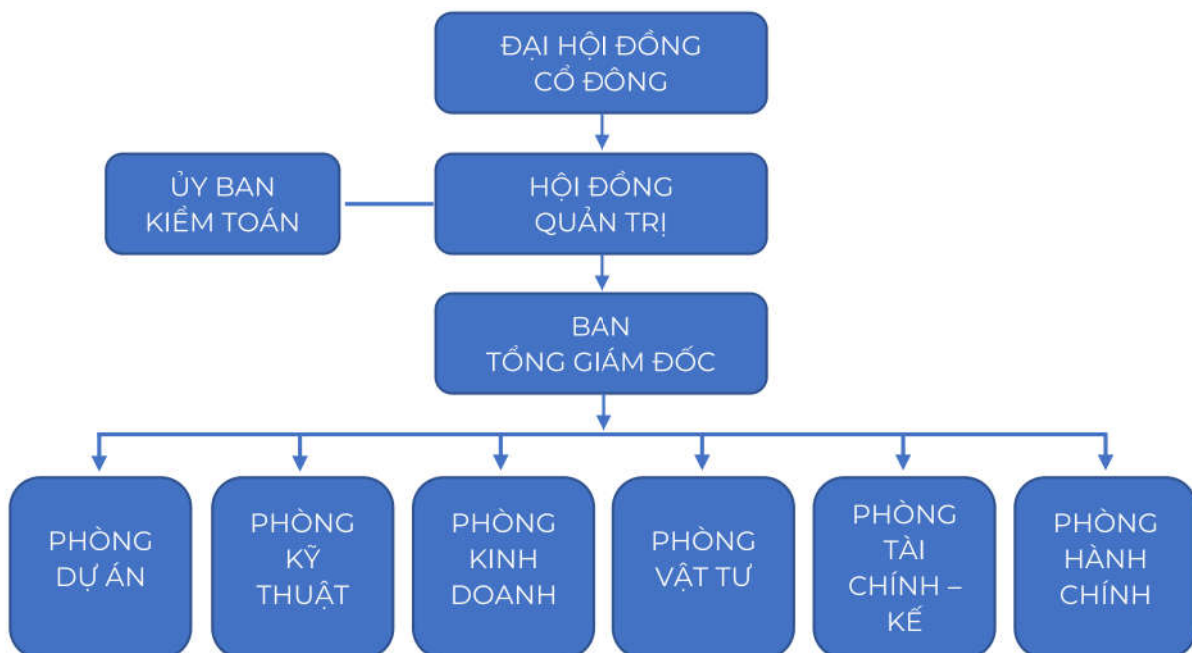 ĐẠI HỘI ĐỒNG
CỔ ĐÔNG
ỦY BAN
KIỂM TOÁN
HỘI ĐỒNG
QUẢN TRỊ
BAN
TỔNG GIÁM ĐỐC
PHÒNG
DỰ ÁN
PHÒNG
KỸ
THUẬT
PHÒNG
KINH
DOANH
PHÒNG
VẬT TƯ
PHÒNG
TÀI
CHÍNH –
KẾ
PHÒNG
HÀNH
CHÍNH